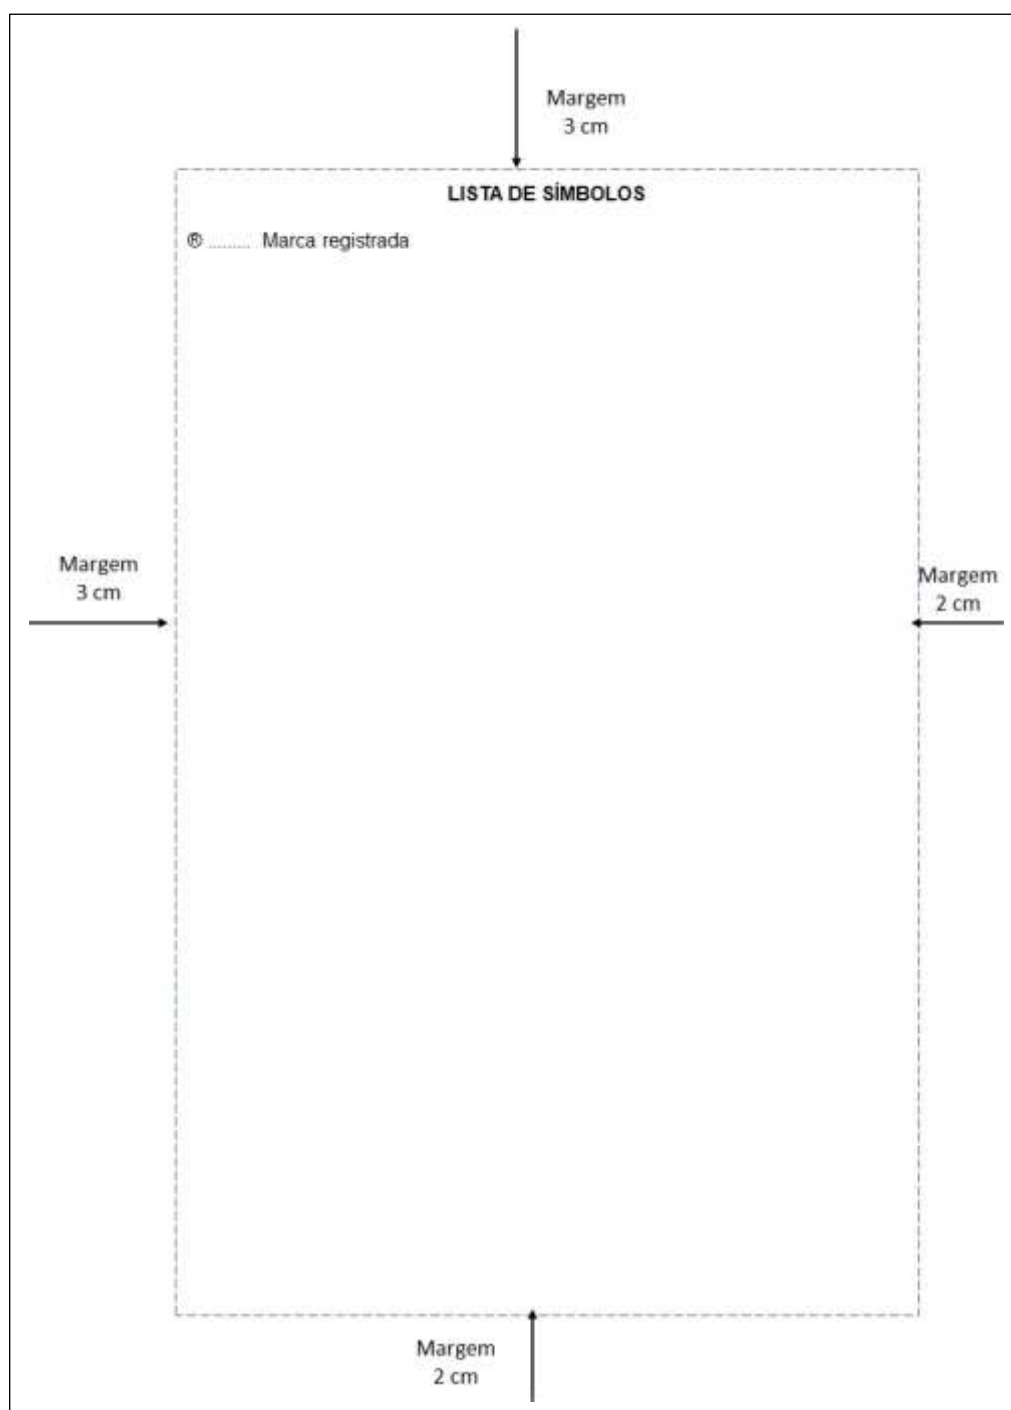 Margem
3 cm
LISTA DE SÍMBOLOS
® ......... Marca registrada
Margem
3 cm
Margem
2 cm
Margem
2 cm